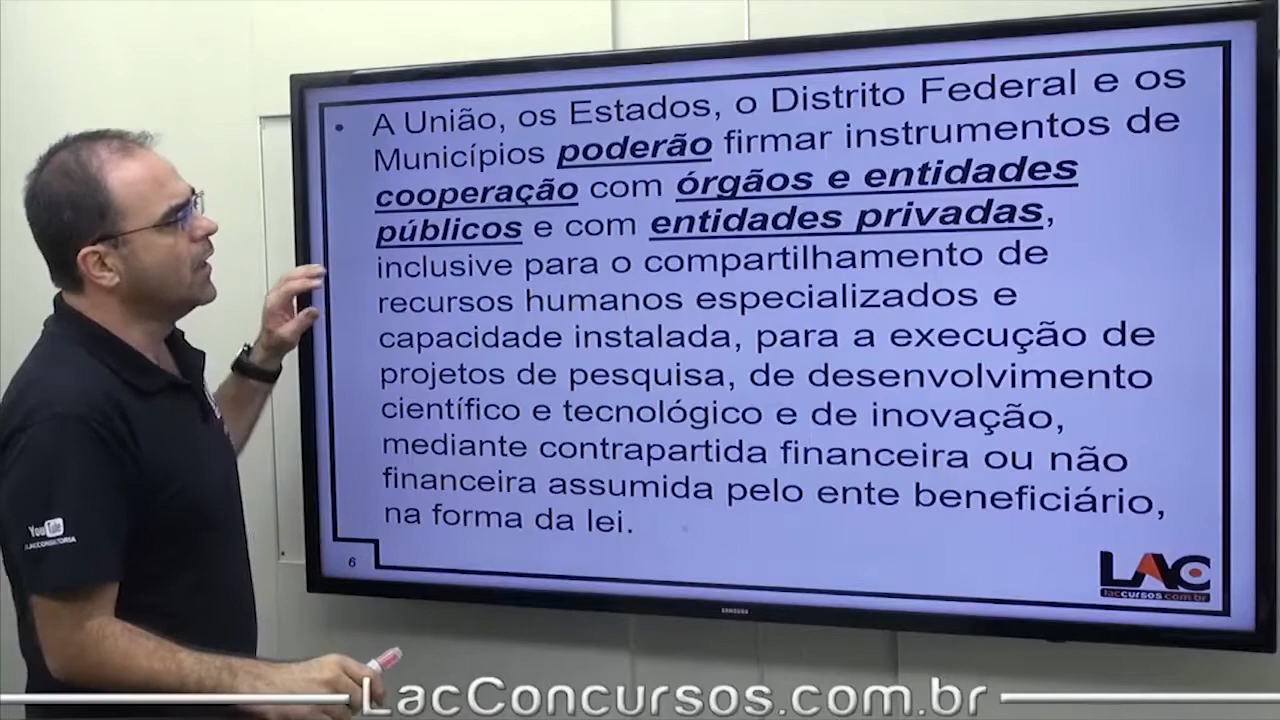 • A União, os Estados, o Distrito Federal e os
Municípios poderão firmar instrumentos de
cooperação com órgãos e entidades
públicos e com entidades privadas,
inclusive para o compartilhamento de
recursos humanos especializados e
capacidade instalada, para a execução de
projetos de pesquisa, de desenvolvimento
científico e tecnológico e de inovação,
mediante contrapartida financeira ou não
financeira assumida pelo ente beneficiário,
na forma da lei.
6
LAC
laccursos.com.br
SAMSUNG
YouTube
/LACCONSULTORIA
LacConcursos.com.br